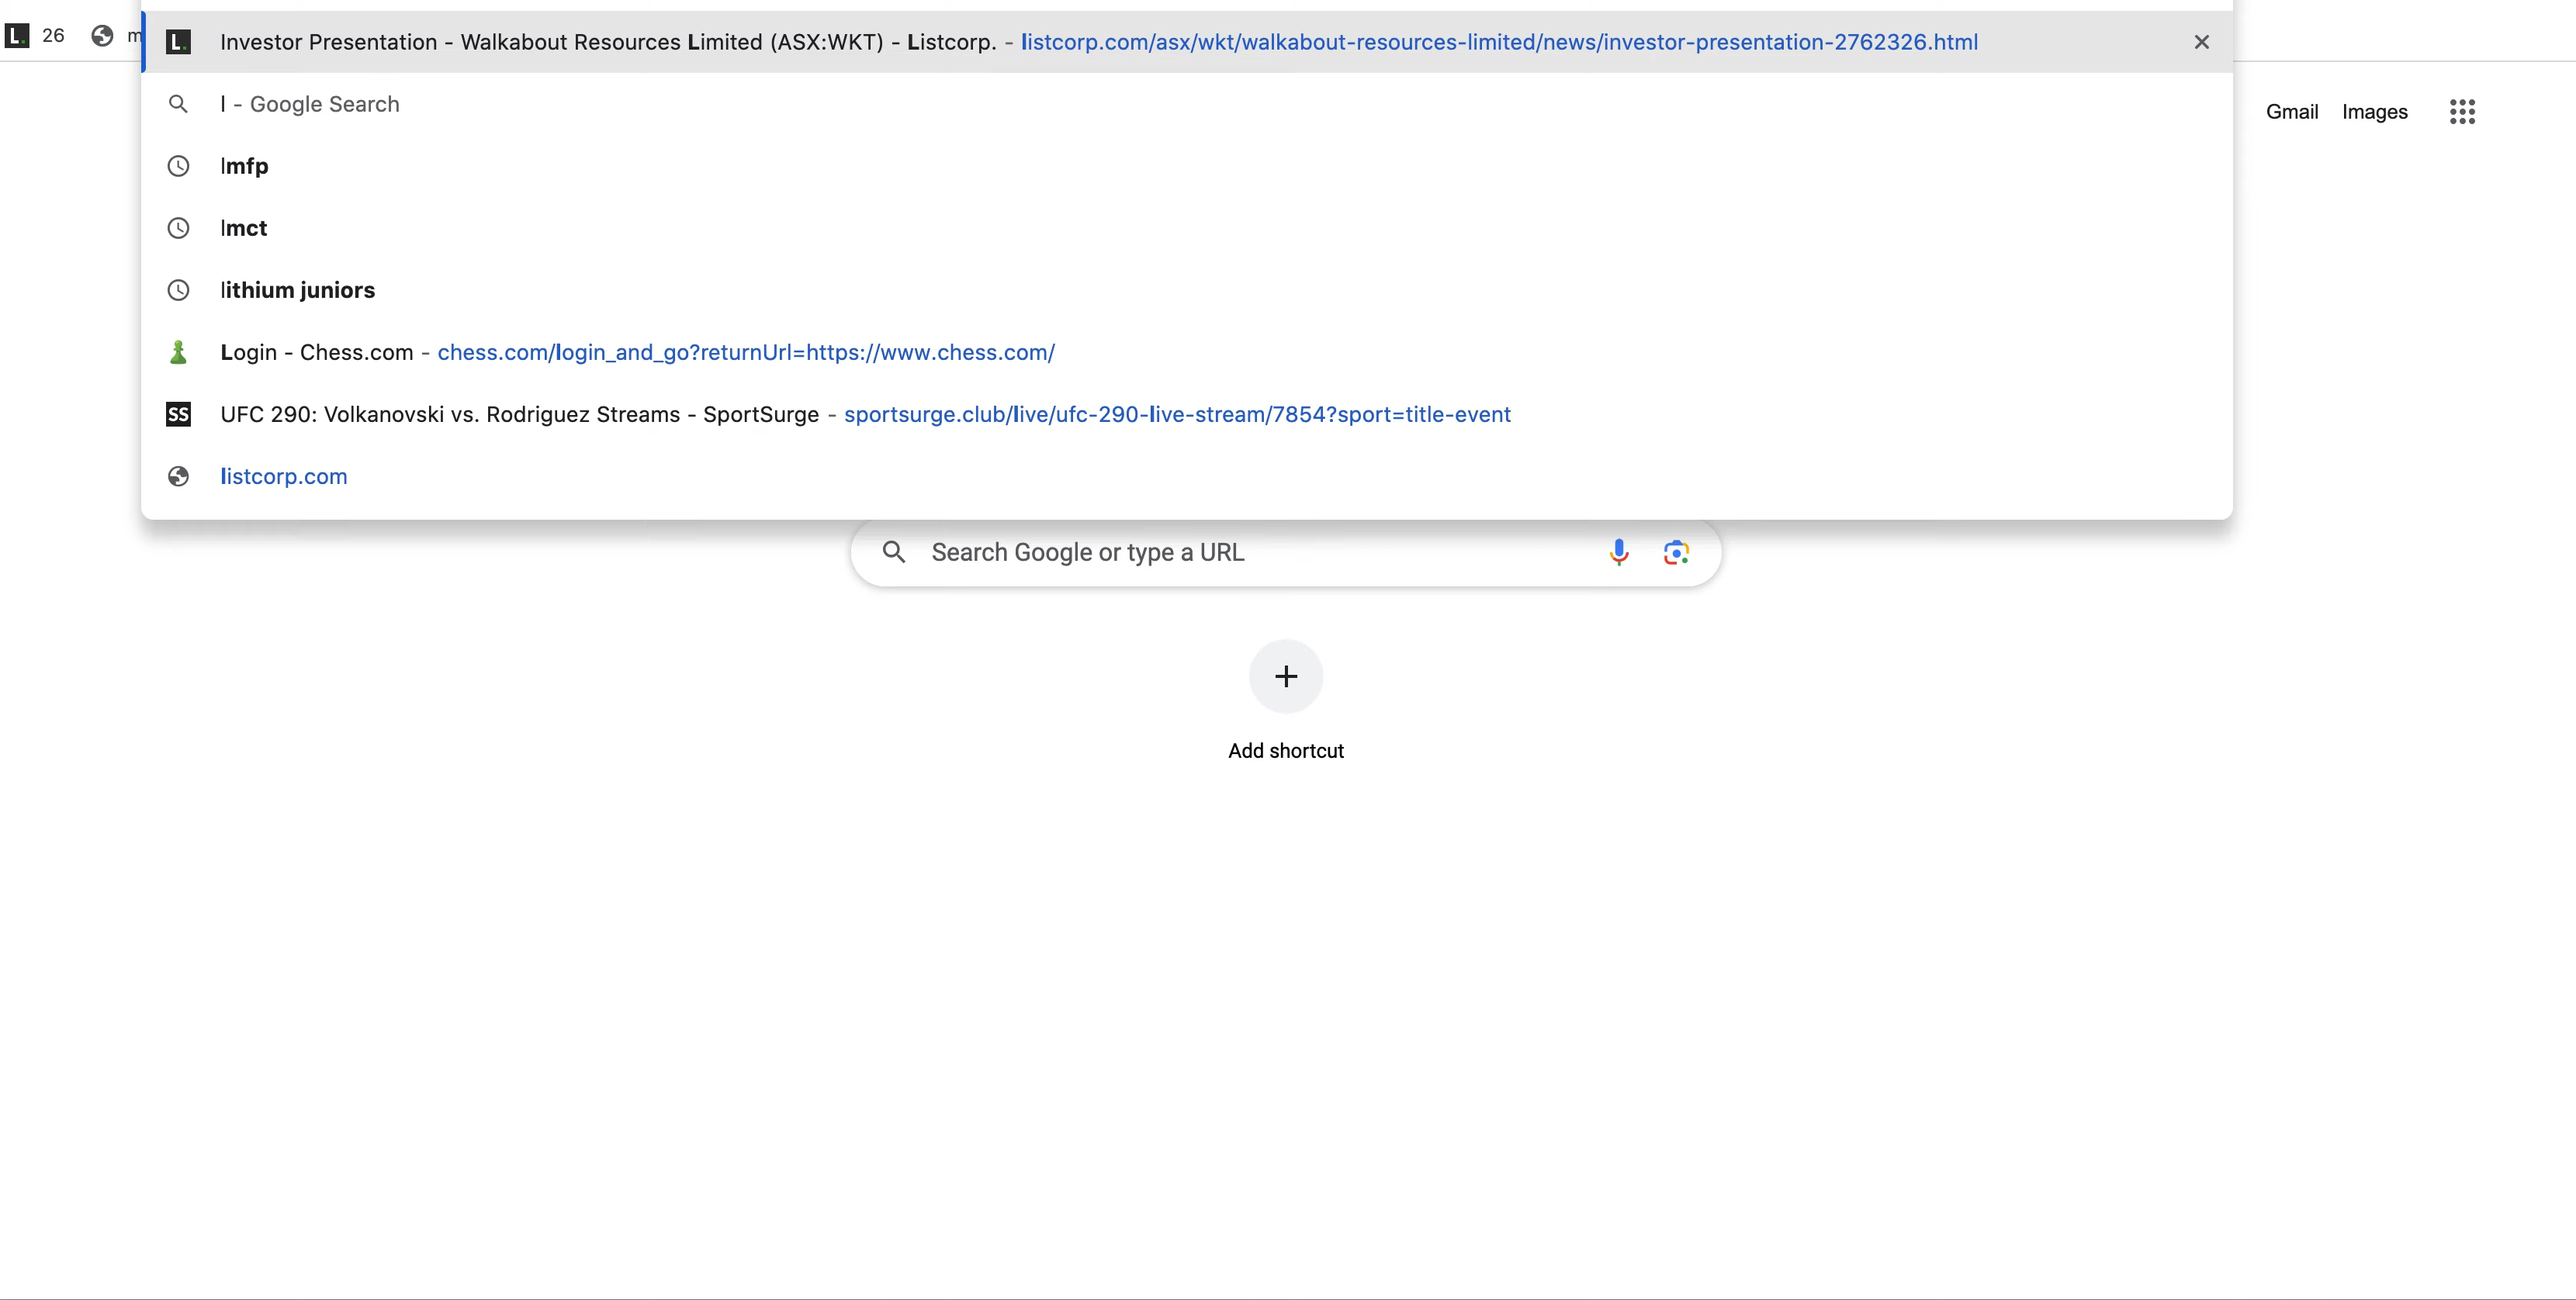 L. 26
L. Investor Presentation - Walkabout Resources Limited (ASX:WKT) - Listcorp. - listcorp.com/asx/wkt/walkabout-resources-limited/news/investor-presentation-2762326.html
l - Google Search
Gmail Images
lmfp
lmct
lithium juniors
Login - Chess.com - chess.com/login_and_go?returnUrl=https://www.chess.com/
SS UFC 290: Volkanovski vs. Rodriguez Streams - SportSurge - sportsurge.club/live/ufc-290-live-stream/7854?sport=title-event
listcorp.com
Search Google or type a URL
Add shortcut